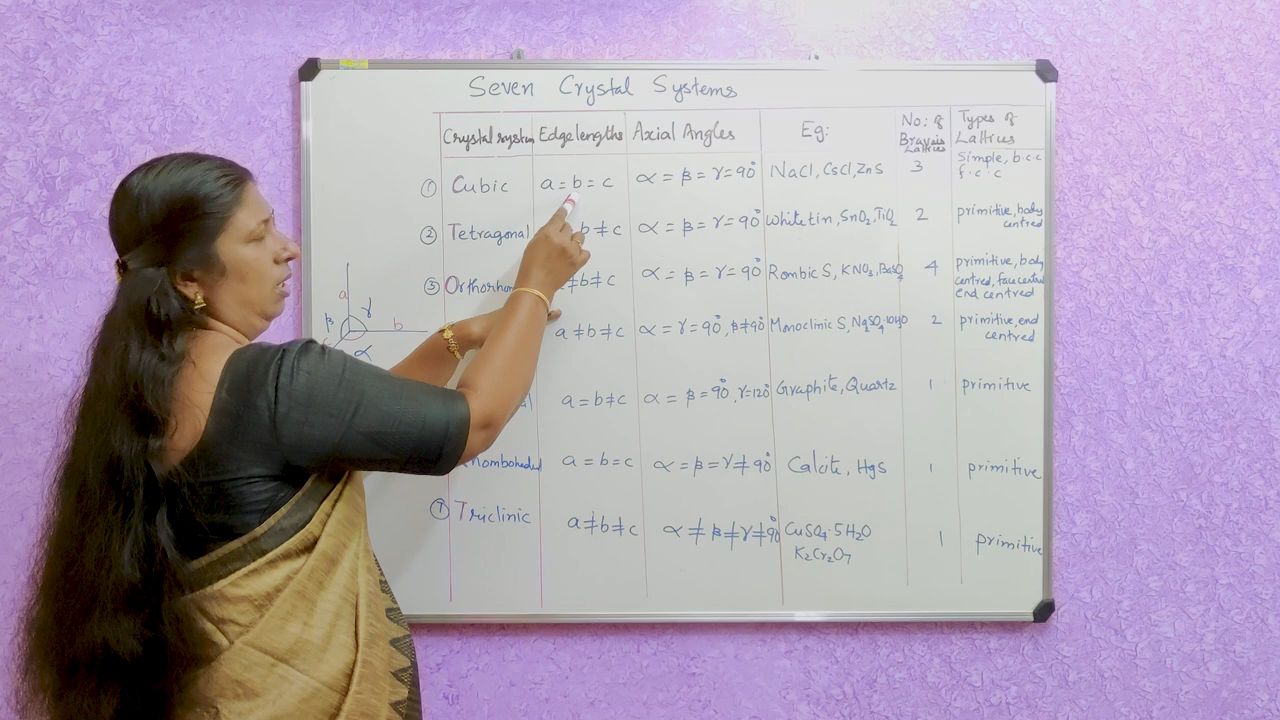 Seven Crystal Systems
Crystal system Edge lengths Axial Angles Eg: No: of Bravais Lattices Types of Lattices
① Cubic a = b = c α = β = γ = 90° NaCl, CsCl, ZnS 3 Simple, b.c.c f.c.c
② Tetragonal b ≠ c α = β = γ = 90° White tin, SnO₂, TiO₂ 2 primitive, body centred
③ ≠ b ≠ c α = β = γ = 90° Rombic S, KNO₃, 4 primitive, body centred, face centred end centred
a ≠ b ≠ c α = γ = 90°, β ≠ 90° Monoclinic S, 2 primitive, end centred
a = b ≠ c α = β = 90°, γ = 120° Graphite, Quartz 1 primitive
a = b = c α = β = γ ≠ 90° Calcite, HgS 1 primitive
⑦ Triclinic a ≠ b ≠ c α ≠ β ≠ γ ≠ 90° CuSO₄·5H₂O K₂Cr₂O₇ 1 primitive
a
γ
β
b
α